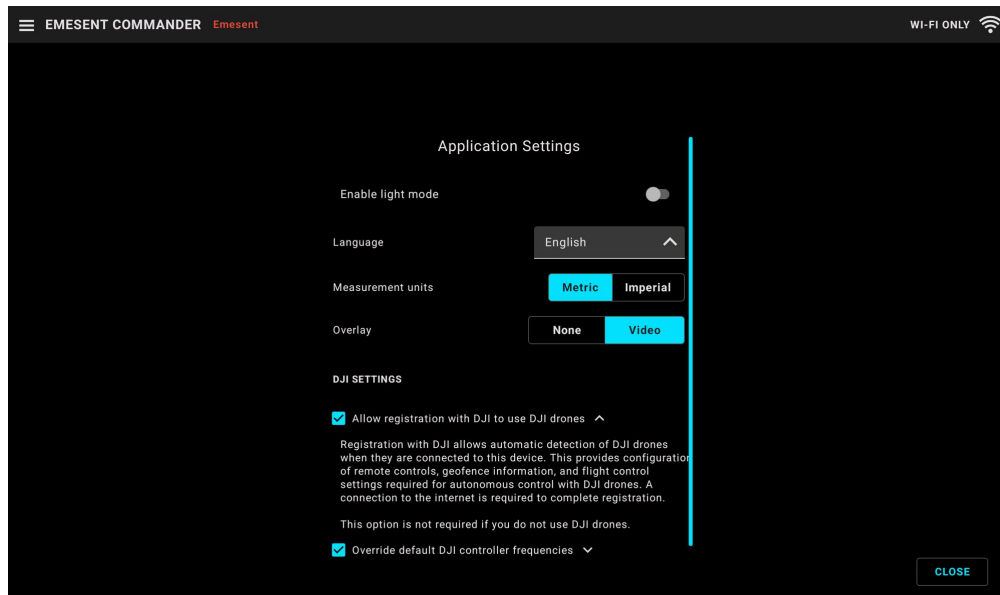 EMESENT COMMANDER Emesent
WI-FI ONLY
Application Settings
Enable light mode
Language English
Measurement units Metric Imperial
Overlay None Video
DJI SETTINGS
Allow registration with DJI to use DJI drones
Registration with DJI allows automatic detection of DJI drones
when they are connected to this device. This provides configuration
of remote controls, geofence information, and flight control
settings required for autonomous control with DJI drones. A
connection to the internet is required to complete registration.
This option is not required if you do not use DJI drones.
Override default DJI controller frequencies
CLOSE